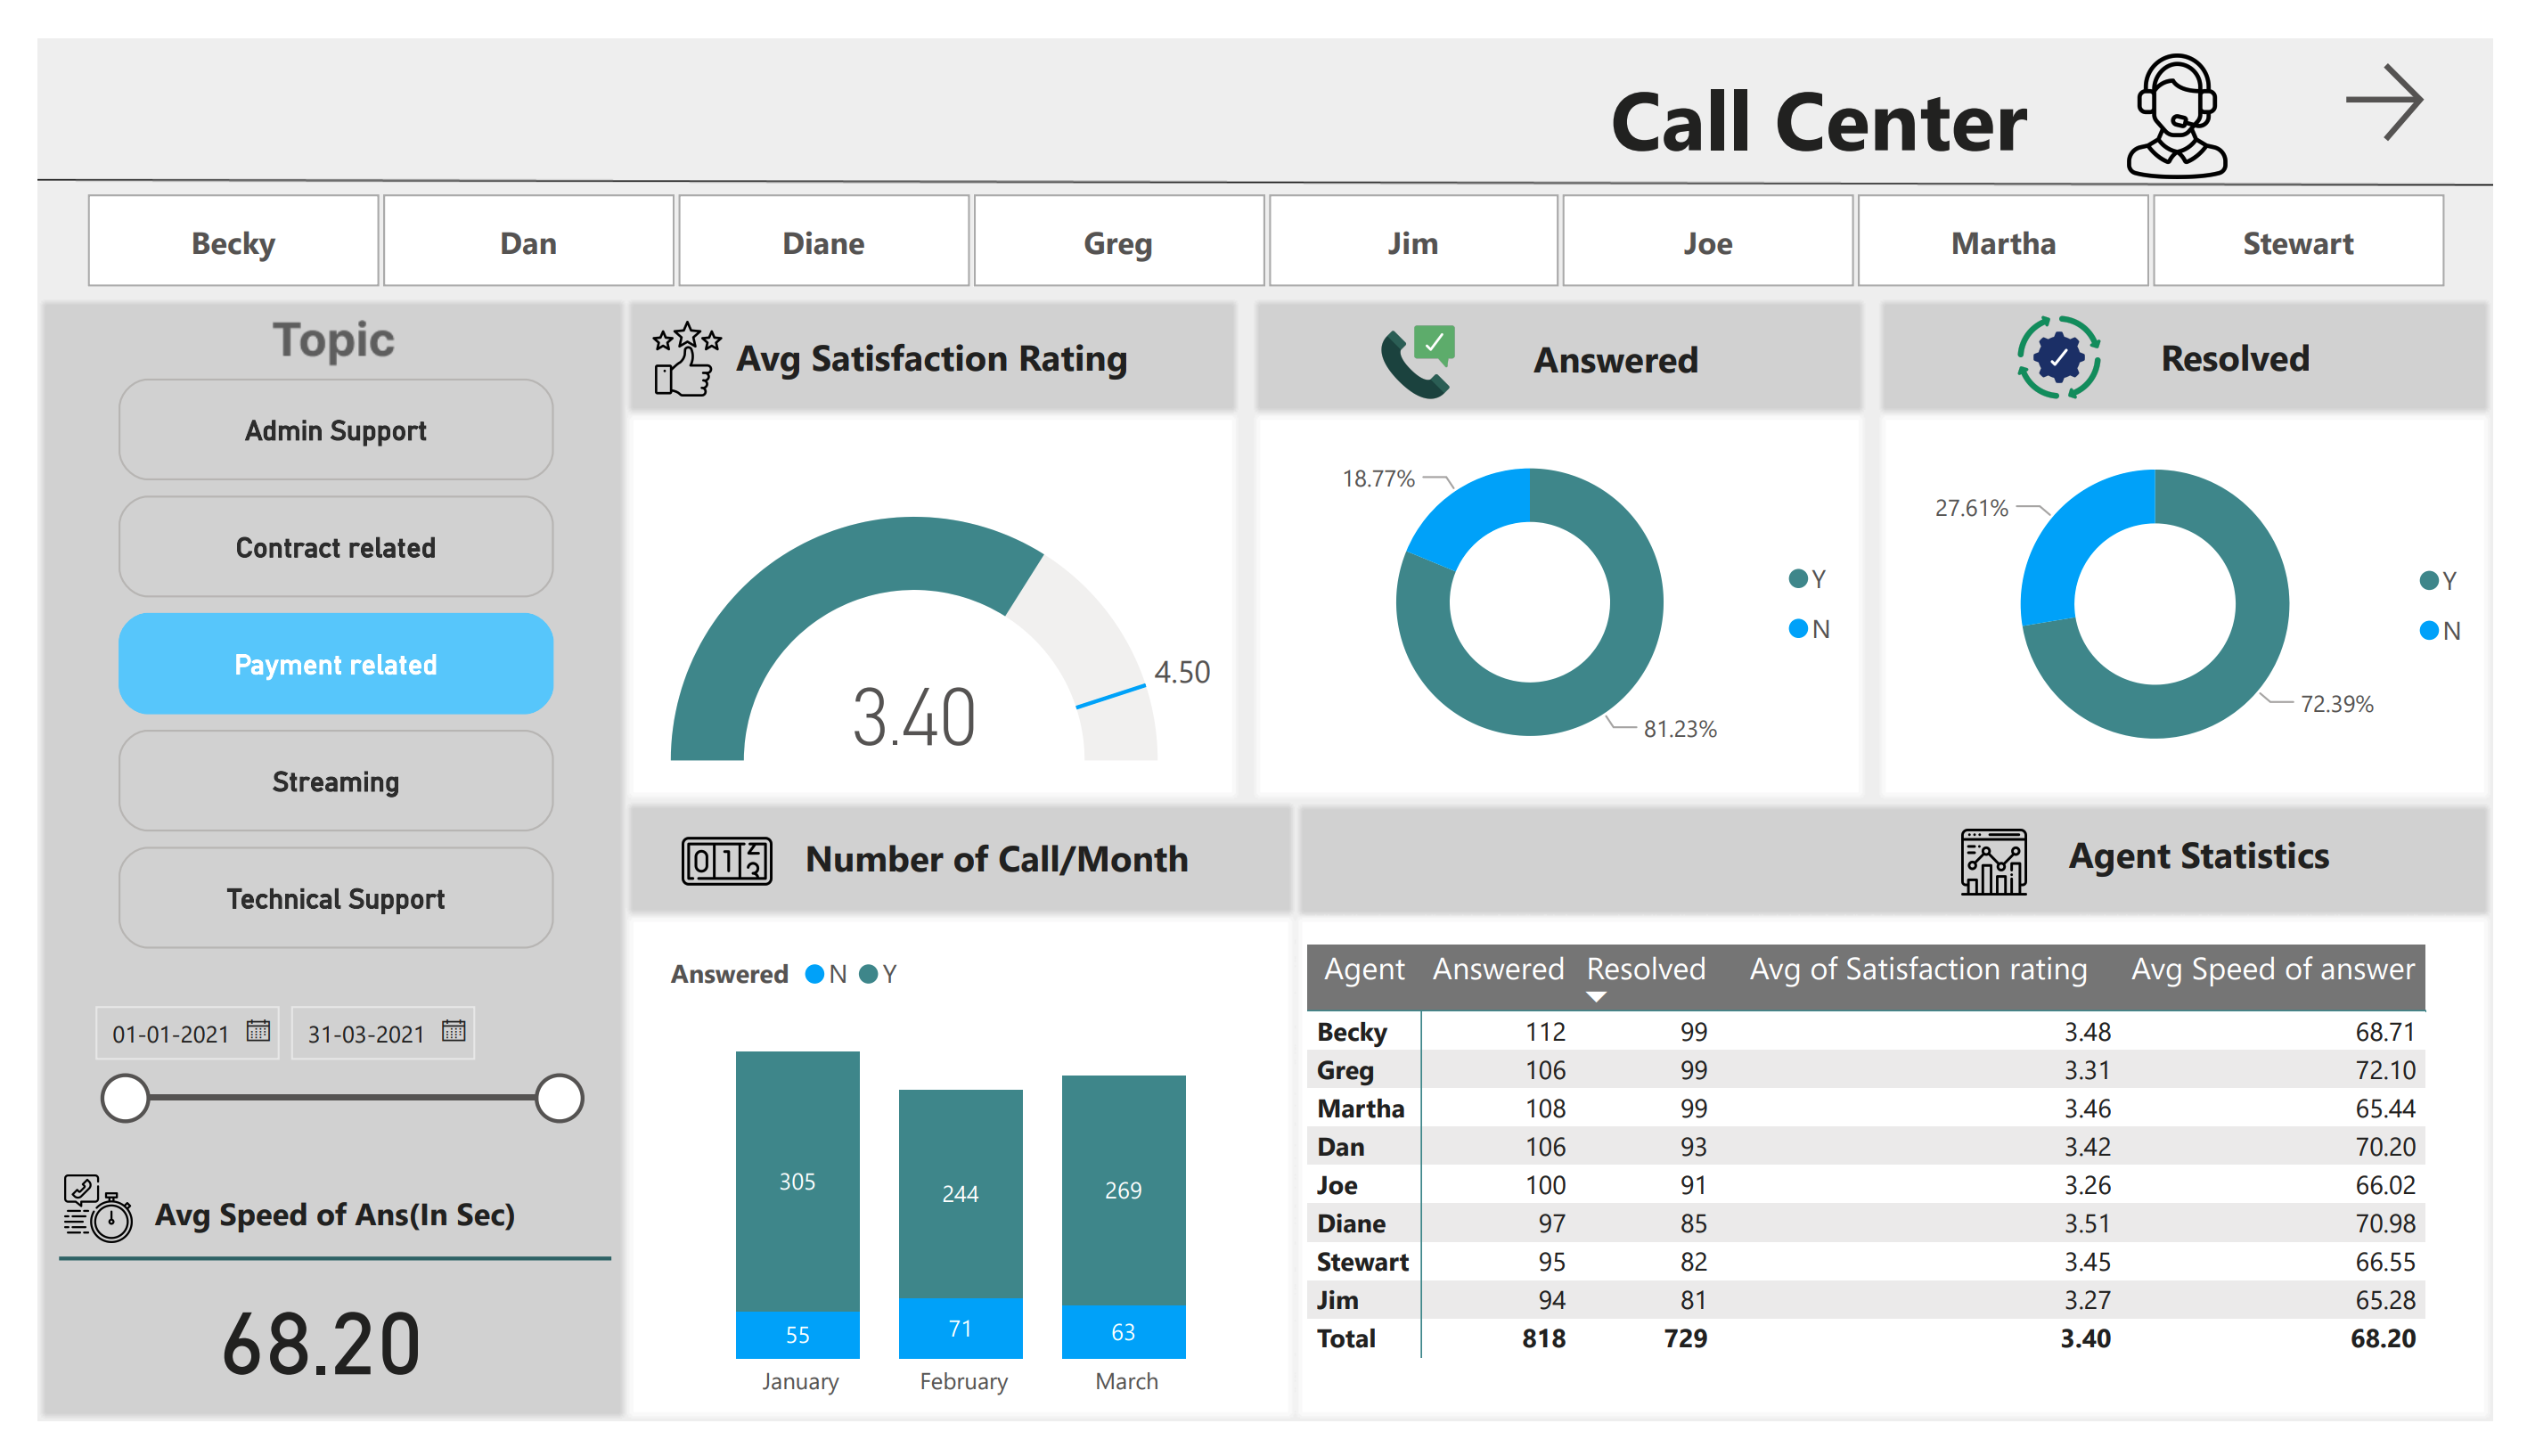 Call Center
Becky Dan Diane Greg Jim Joe Martha Stewart
Topic
Admin Support
Contract related
Payment related
Streaming
Technical Support
01-01-2021 31-03-2021
Avg Speed of Ans(In Sec)
68.20
Avg Satisfaction Rating
3.40
4.50
Answered
18.77%
81.23%
Y
N
Resolved
27.61%
72.39%
Y
N
0 1 2 3
Number of Call/Month
Answered N Y
305 244 269
55 71 63
January February March
Agent Statistics
Agent Answered Resolved Avg of Satisfaction rating Avg Speed of answer
Becky 112 99 3.48 68.71
Greg 106 99 3.31 72.10
Martha 108 99 3.46 65.44
Dan 106 93 3.42 70.20
Joe 100 91 3.26 66.02
Diane 97 85 3.51 70.98
Stewart 95 82 3.45 66.55
Jim 94 81 3.27 65.28
Total 818 729 3.40 68.20